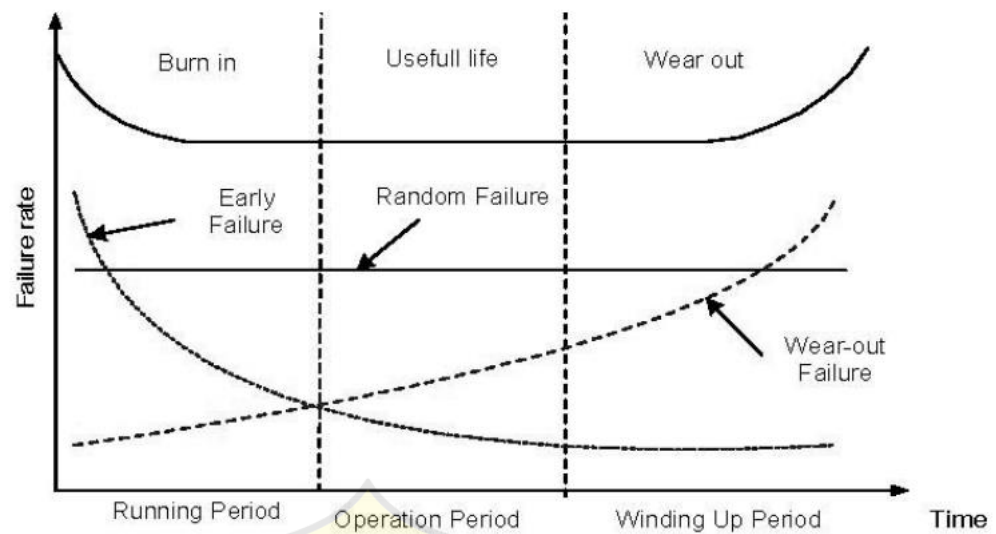 Burn in
Usefull life
Wear out
Early
Failure
Random Failure
Failure rate
Wear-out
Failure
Running Period
Operation Period
Winding Up Period
Time